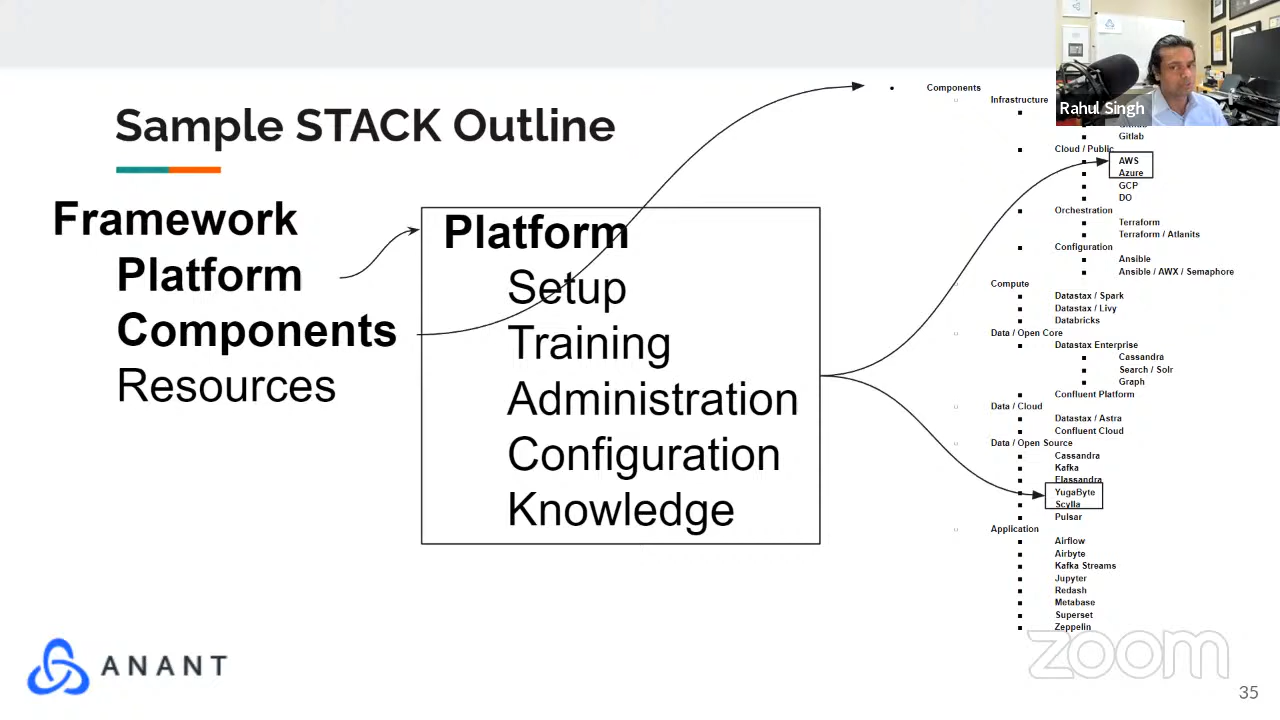 Sample STACK Outline
Framework
Platform
Components
Resources
Platform
Setup
Training
Administration
Configuration
Knowledge
Components
Infrastructure
Gitlab
Cloud / Public
AWS
Azure
GCP
DO
Orchestration
Terraform
Terraform / Atlanits
Configuration
Ansible
Ansible / AWX / Semaphore
Compute
Datastax / Spark
Datastax / Livy
Databricks
Data / Open Core
Datastax Enterprise
Cassandra
Search / Solr
Graph
Confluent Platform
Data / Cloud
Datastax / Astra
Confluent Cloud
Data / Open Source
Cassandra
Kafka
Elassandra
YugaByte
Scylla
Pulsar
Application
Airflow
Airbyte
Kafka Streams
Jupyter
Redash
Metabase
Superset
Zeppelin
Rahul Singh
ANANT
zoom
35